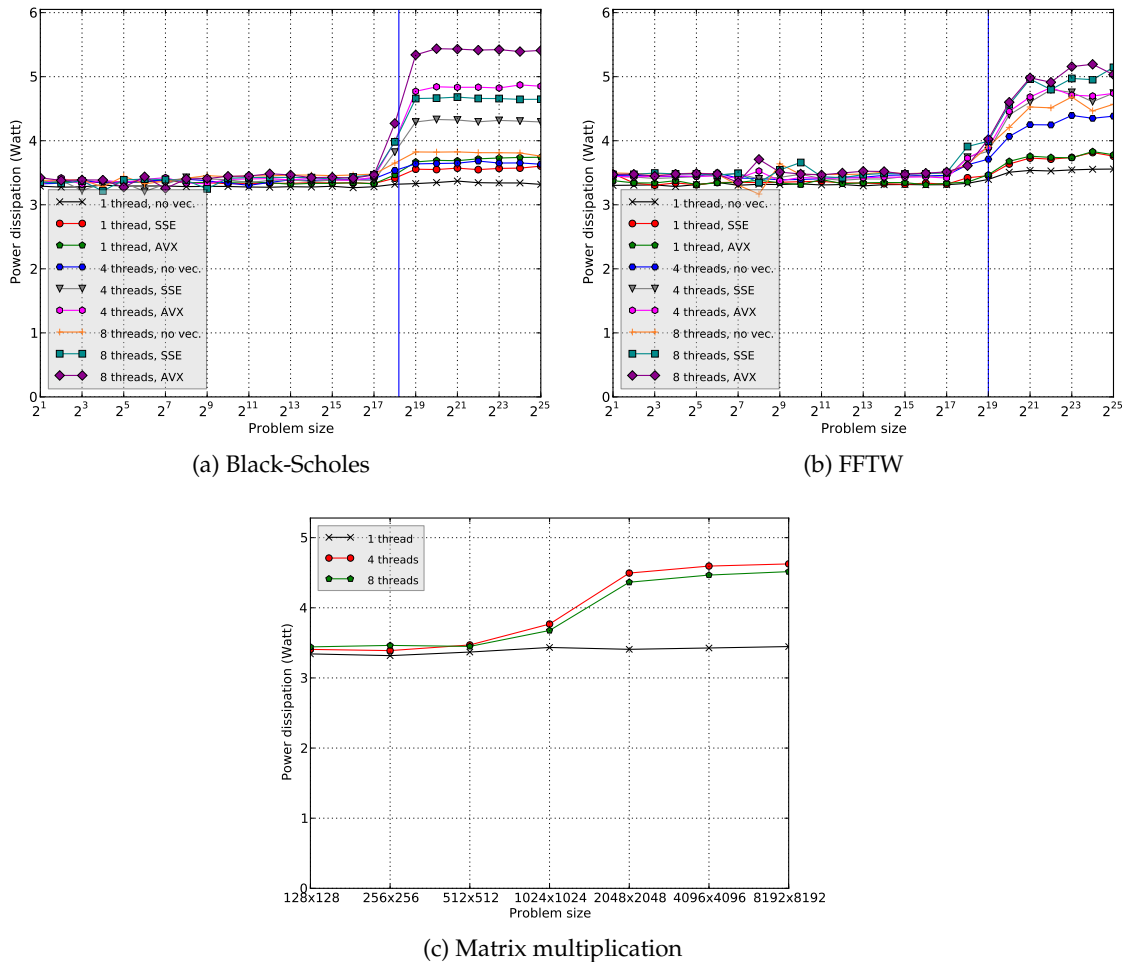 6
5
4
3
2
1
0
Power dissipation (Watt)
1 thread, no vec.
1 thread, SSE
1 thread, AVX
4 threads, no vec.
4 threads, SSE
4 threads, AVX
8 threads, no vec.
8 threads, SSE
8 threads, AVX
2^1 2^3 2^5 2^7 2^9 2^11 2^13 2^15 2^17 2^19 2^21 2^23 2^25
Problem size
(a) Black-Scholes
6
5
4
3
2
1
0
Power dissipation (Watt)
1 thread, no vec.
1 thread, SSE
1 thread, AVX
4 threads, no vec.
4 threads, SSE
4 threads, AVX
8 threads, no vec.
8 threads, SSE
8 threads, AVX
2^1 2^3 2^5 2^7 2^9 2^11 2^13 2^15 2^17 2^19 2^21 2^23 2^25
Problem size
(b) FFTW
5
4
3
2
1
0
Power dissipation (Watt)
1 thread
4 threads
8 threads
128x128 256x256 512x512 1024x1024 2048x2048 4096x4096 8192x8192
Problem size
(c) Matrix multiplication